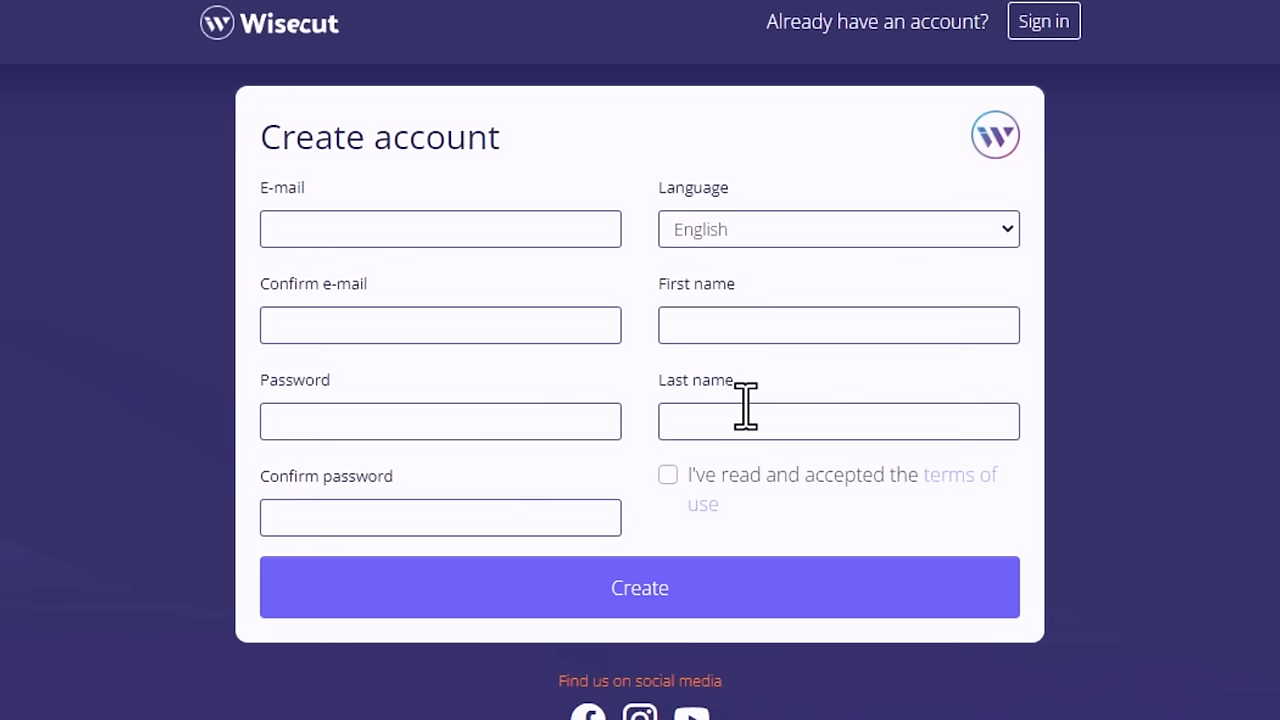 Wisecut
Already have an account?
Sign in
Create account
E-mail
Language
English
Confirm e-mail
First name
Password
Last name
Confirm password
I've read and accepted the terms of
use
Create
Find us on social media